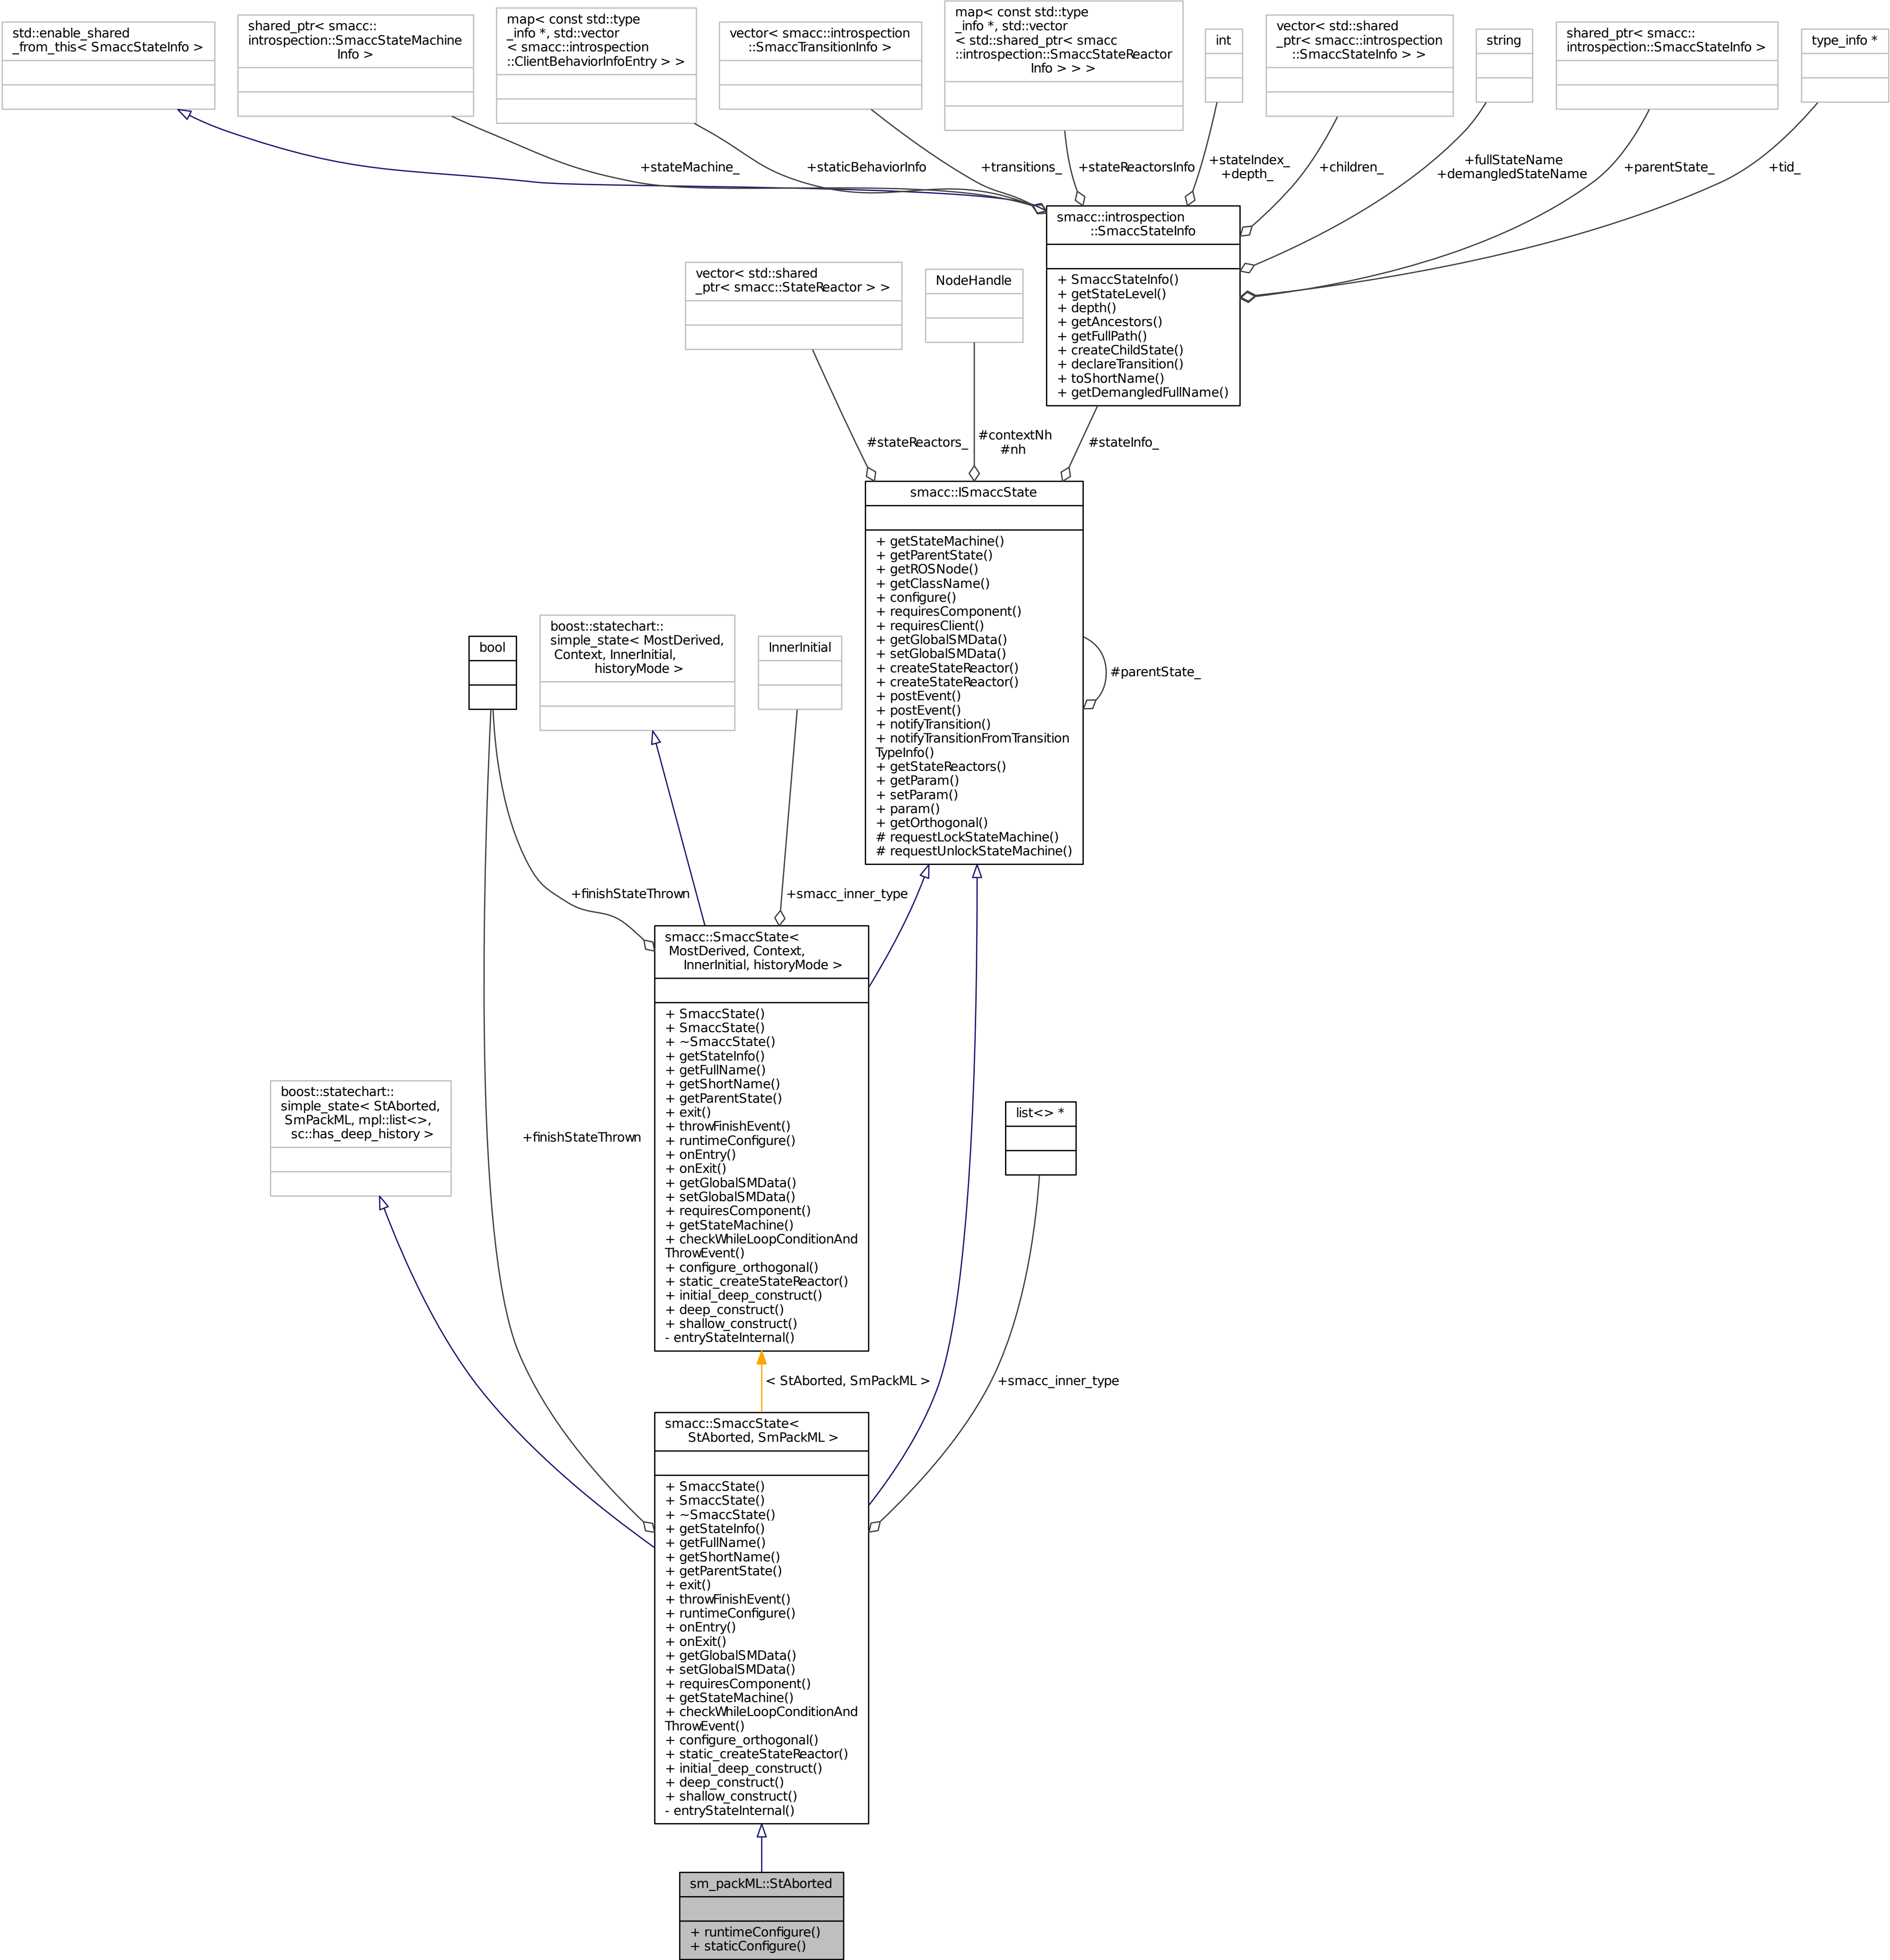 std::enable_shared
_from_this< SmaccStateInfo >
shared_ptr< smacc::
introspection::SmaccStateMachine
Info >
map< const std::type
_info *, std::vector
< smacc::introspection
::ClientBehaviorInfoEntry > >
vector< smacc::introspection
::SmaccTransitionInfo >
map< const std::type
_info *, std::vector
< std::shared_ptr< smacc
::introspection::SmaccStateReactor
Info > > >
int
vector< std::shared
_ptr< smacc::introspection
::SmaccStateInfo > >
string
shared_ptr< smacc::
introspection::SmaccStateInfo >
type_info *
+stateMachine_
+staticBehaviorInfo
+transitions_
+stateReactorsInfo
+stateIndex_
+depth_
+children_
+fullStateName
+demangledStateName
+parentState_
+tid_
smacc::introspection
::SmaccStateInfo
+ SmaccStateInfo()
+ getStateLevel()
+ depth()
+ getAncestors()
+ getFullPath()
+ createChildState()
+ declareTransition()
+ toShortName()
+ getDemangledFullName()
vector< std::shared
_ptr< smacc::StateReactor > >
NodeHandle
#stateReactors_
#contextNh
#nh
#stateInfo_
smacc::ISmaccState
+ getStateMachine()
+ getParentState()
+ getROSNode()
+ getClassName()
+ configure()
+ requiresComponent()
+ requiresClient()
+ getGlobalSMData()
+ setGlobalSMData()
+ createStateReactor()
+ createStateReactor()
+ postEvent()
+ postEvent()
+ notifyTransition()
+ notifyTransitionFromTransition
TypeInfo()
+ getStateReactors()
+ getParam()
+ setParam()
+ param()
+ getOrthogonal()
# requestLockStateMachine()
# requestUnlockStateMachine()
#parentState_
bool
boost::statechart::
simple_state< MostDerived,
Context, InnerInitial,
historyMode >
InnerInitial
+finishStateThrown
+smacc_inner_type
smacc::SmaccState<
MostDerived, Context,
InnerInitial, historyMode >
+ SmaccState()
+ SmaccState()
+ ~SmaccState()
+ getStateInfo()
+ getFullName()
+ getShortName()
+ getParentState()
+ exit()
+ throwFinishEvent()
+ runtimeConfigure()
+ onEntry()
+ onExit()
+ getGlobalSMData()
+ setGlobalSMData()
+ requiresComponent()
+ getStateMachine()
+ checkWhileLoopConditionAnd
ThrowEvent()
+ configure_orthogonal()
+ static_createStateReactor()
+ initial_deep_construct()
+ deep_construct()
+ shallow_construct()
- entryStateInternal()
boost::statechart::
simple_state< StAborted,
SmPackML, mpl::list<>,
sc::has_deep_history >
+finishStateThrown
list<> *
< StAborted, SmPackML >
+smacc_inner_type
smacc::SmaccState<
StAborted, SmPackML >
+ SmaccState()
+ SmaccState()
+ ~SmaccState()
+ getStateInfo()
+ getFullName()
+ getShortName()
+ getParentState()
+ exit()
+ throwFinishEvent()
+ runtimeConfigure()
+ onEntry()
+ onExit()
+ getGlobalSMData()
+ setGlobalSMData()
+ requiresComponent()
+ getStateMachine()
+ checkWhileLoopConditionAnd
ThrowEvent()
+ configure_orthogonal()
+ static_createStateReactor()
+ initial_deep_construct()
+ deep_construct()
+ shallow_construct()
- entryStateInternal()
sm_packML::StAborted
+ runtimeConfigure()
+ staticConfigure()